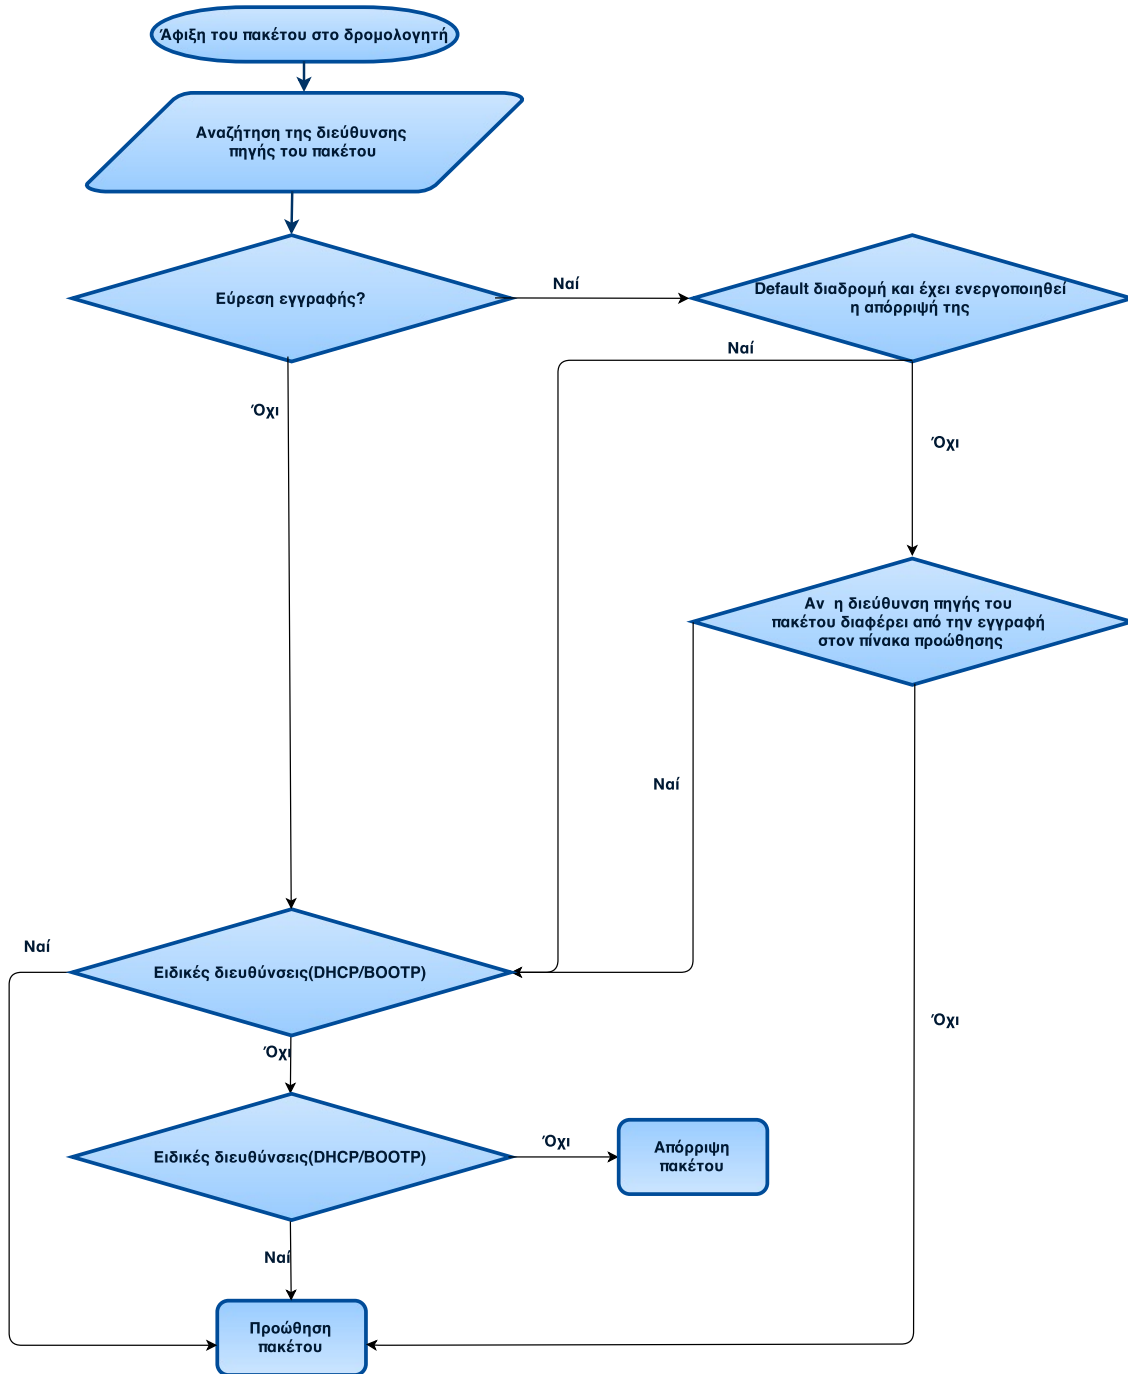 Άφιξη του πακέτου στο δρομολογητή
Αναζήτηση της διεύθυνσης
πηγής του πακέτου
Εύρεση εγγραφής?
Ναί
Default διαδρομή και έχει ενεργοποιηθεί
η απόρριψή της
Ναί
Όχι
Όχι
Αν η διεύθυνση πηγής του
πακέτου διαφέρει από την εγγραφή
στον πίνακα προώθησης
Ναί
Ναί
Ειδικές διευθύνσεις(DHCP/BOOTP)
Όχι
Όχι
Ειδικές διευθύνσεις(DHCP/BOOTP)
Όχι
Απόρριψη
πακέτου
Ναί
Προώθηση
πακέτου